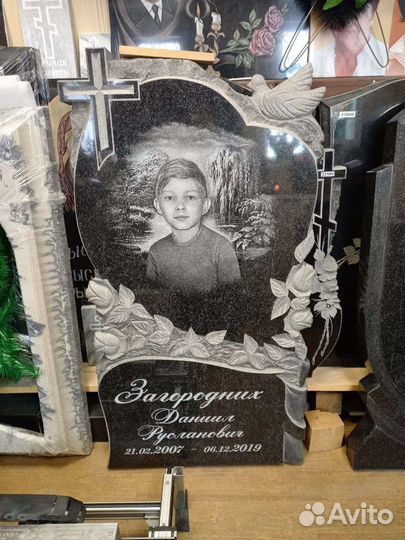 Загородних
Даниил
Русланович
21.02.2007 - 06.12.2019
Avito